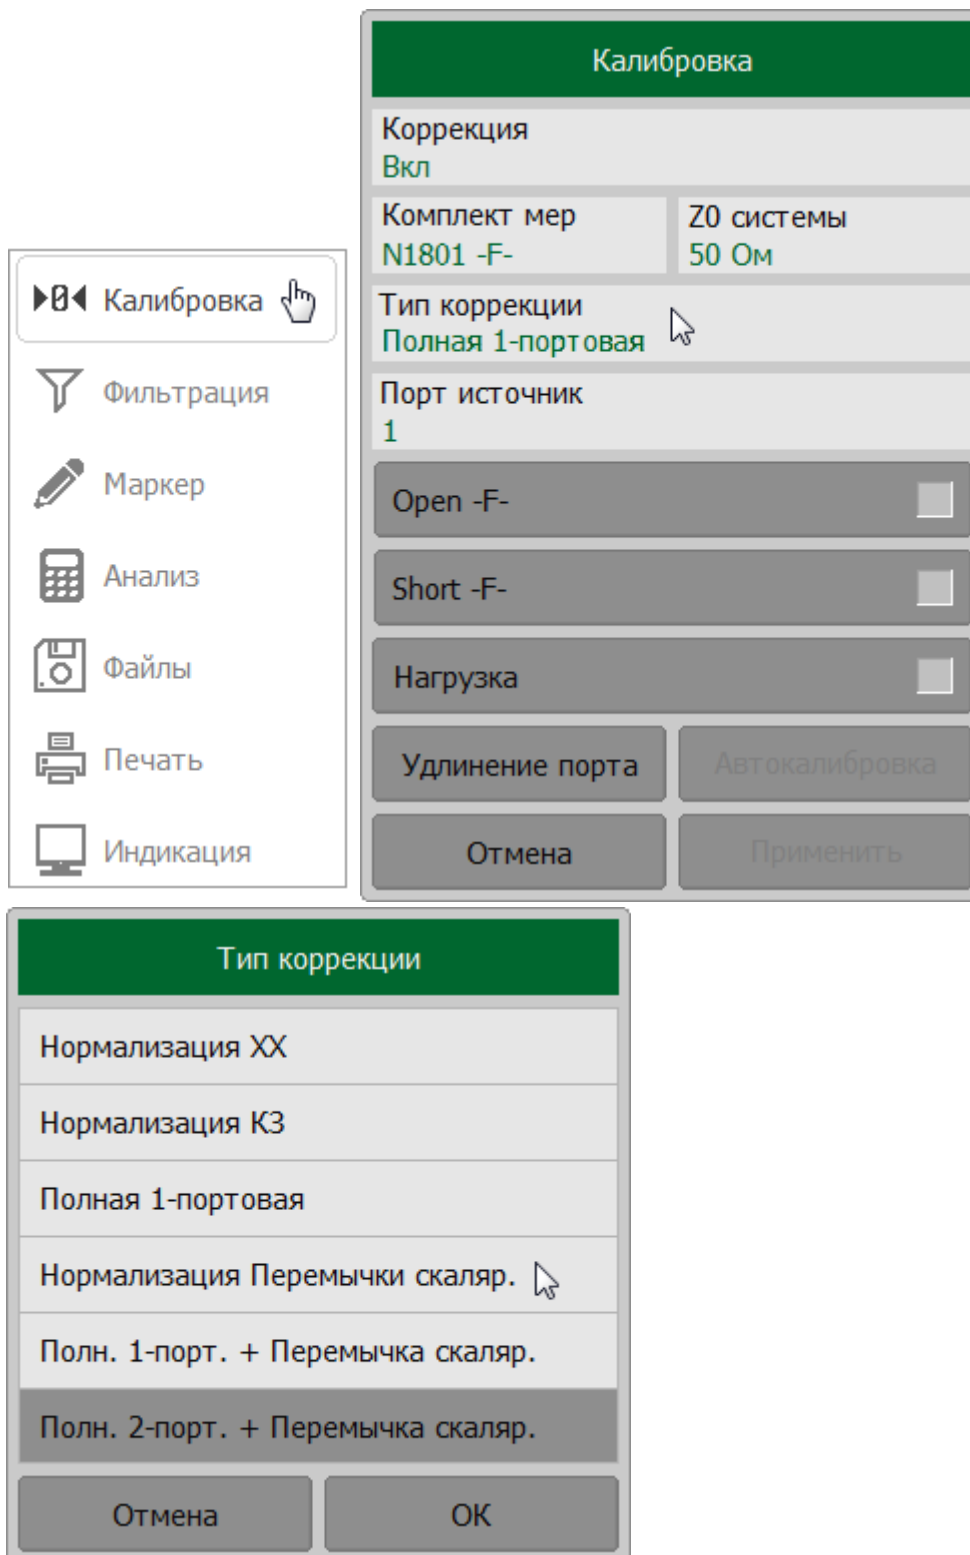 Калибровка
Фильтрация
Маркер
Анализ
Файлы
Печать
Индикация
Калибровка
Коррекция
Вкл
Комплект мер
N1801 -F-
Z0 системы
50 Ом
Тип коррекции
Полная 1-портовая
Порт источник
1
Open -F-
Short -F-
Нагрузка
Удлинение порта
Автокалибровка
Отмена
Применить
Тип коррекции
Нормализация ХХ
Нормализация КЗ
Полная 1-портовая
Нормализация Перемычки скаляр.
Полн. 1-порт. + Перемычка скаляр.
Полн. 2-порт. + Перемычка скаляр.
Отмена
ОК